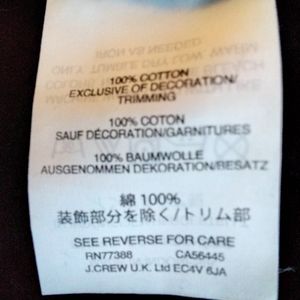 100% COTTON
EXCLUSIVE OF DECORATION/
TRIMMING
100% COTON
SAUF DÉCORATION/GARNITURES
100% BAUMWOLLE
AUSGENOMMEN DEKORATION/BESATZ
綿 100%
装飾部分を除く/トリム部
SEE REVERSE FOR CARE
RN77388 CA56445
J.CREW U.K. Ltd EC4V 6JA